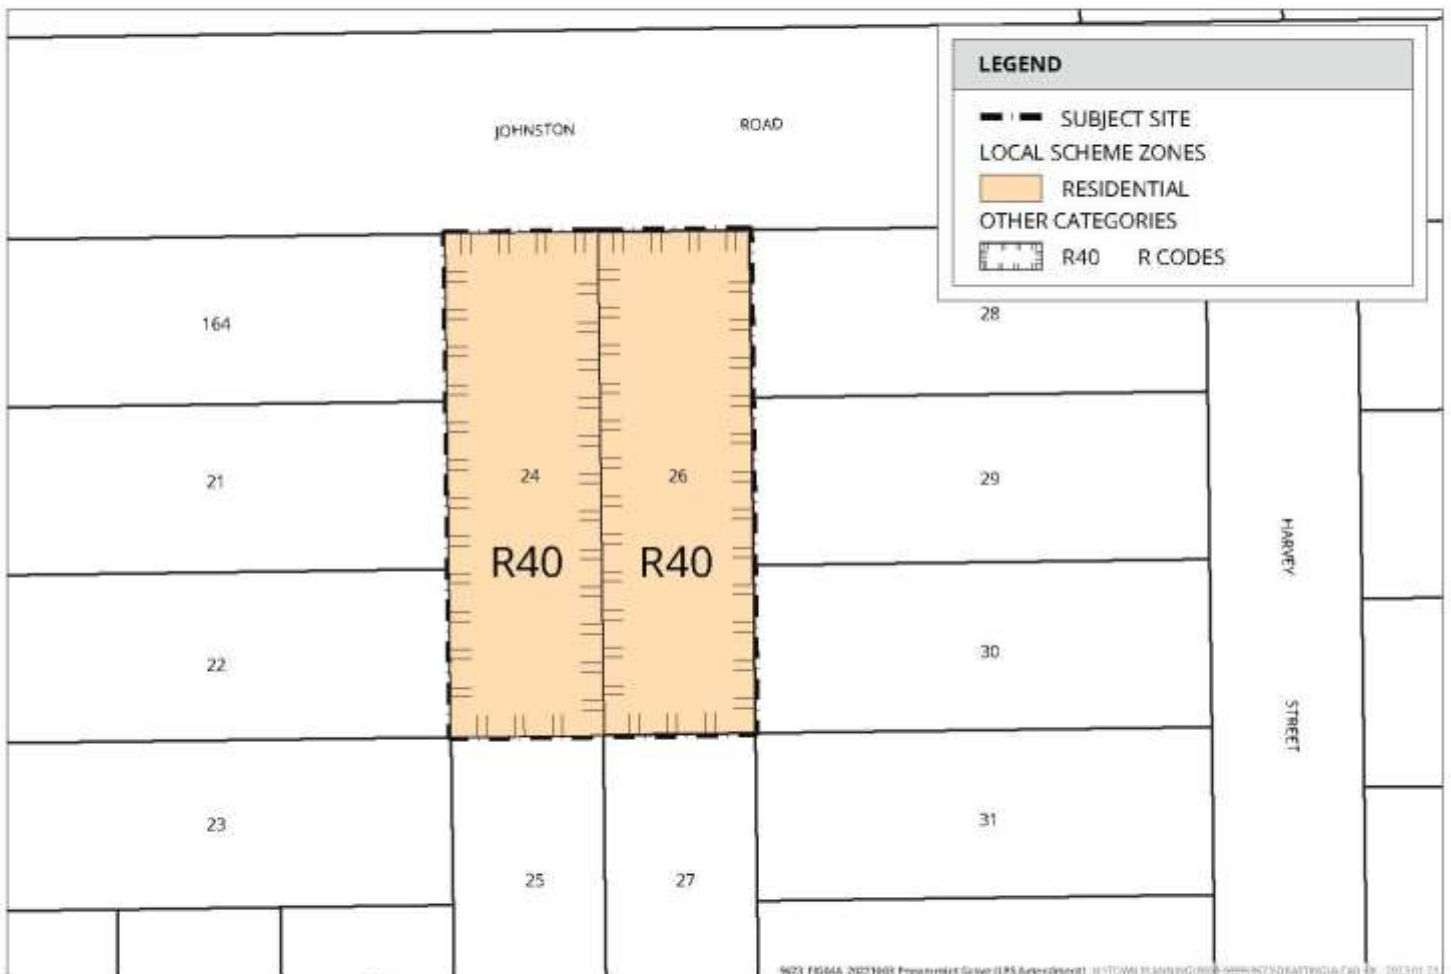 JOHNSTON ROAD
LEGEND
SUBJECT SITE
LOCAL SCHEME ZONES
RESIDENTIAL
OTHER CATEGORIES
R40 R CODES
164
28
21
24
26
29
R40
R40
HARVEY
22
30
STREET
23
31
25
27